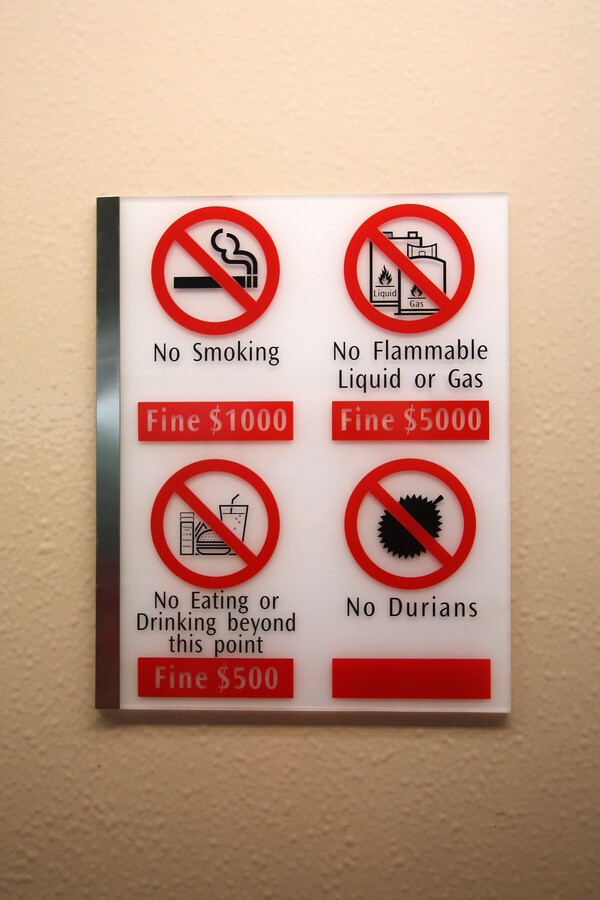 No Smoking
Fine $1000
Liquid
Gas
No Flammable
Liquid or Gas
Fine $5000
No Eating or
Drinking beyond
this point
Fine $500
No Durians